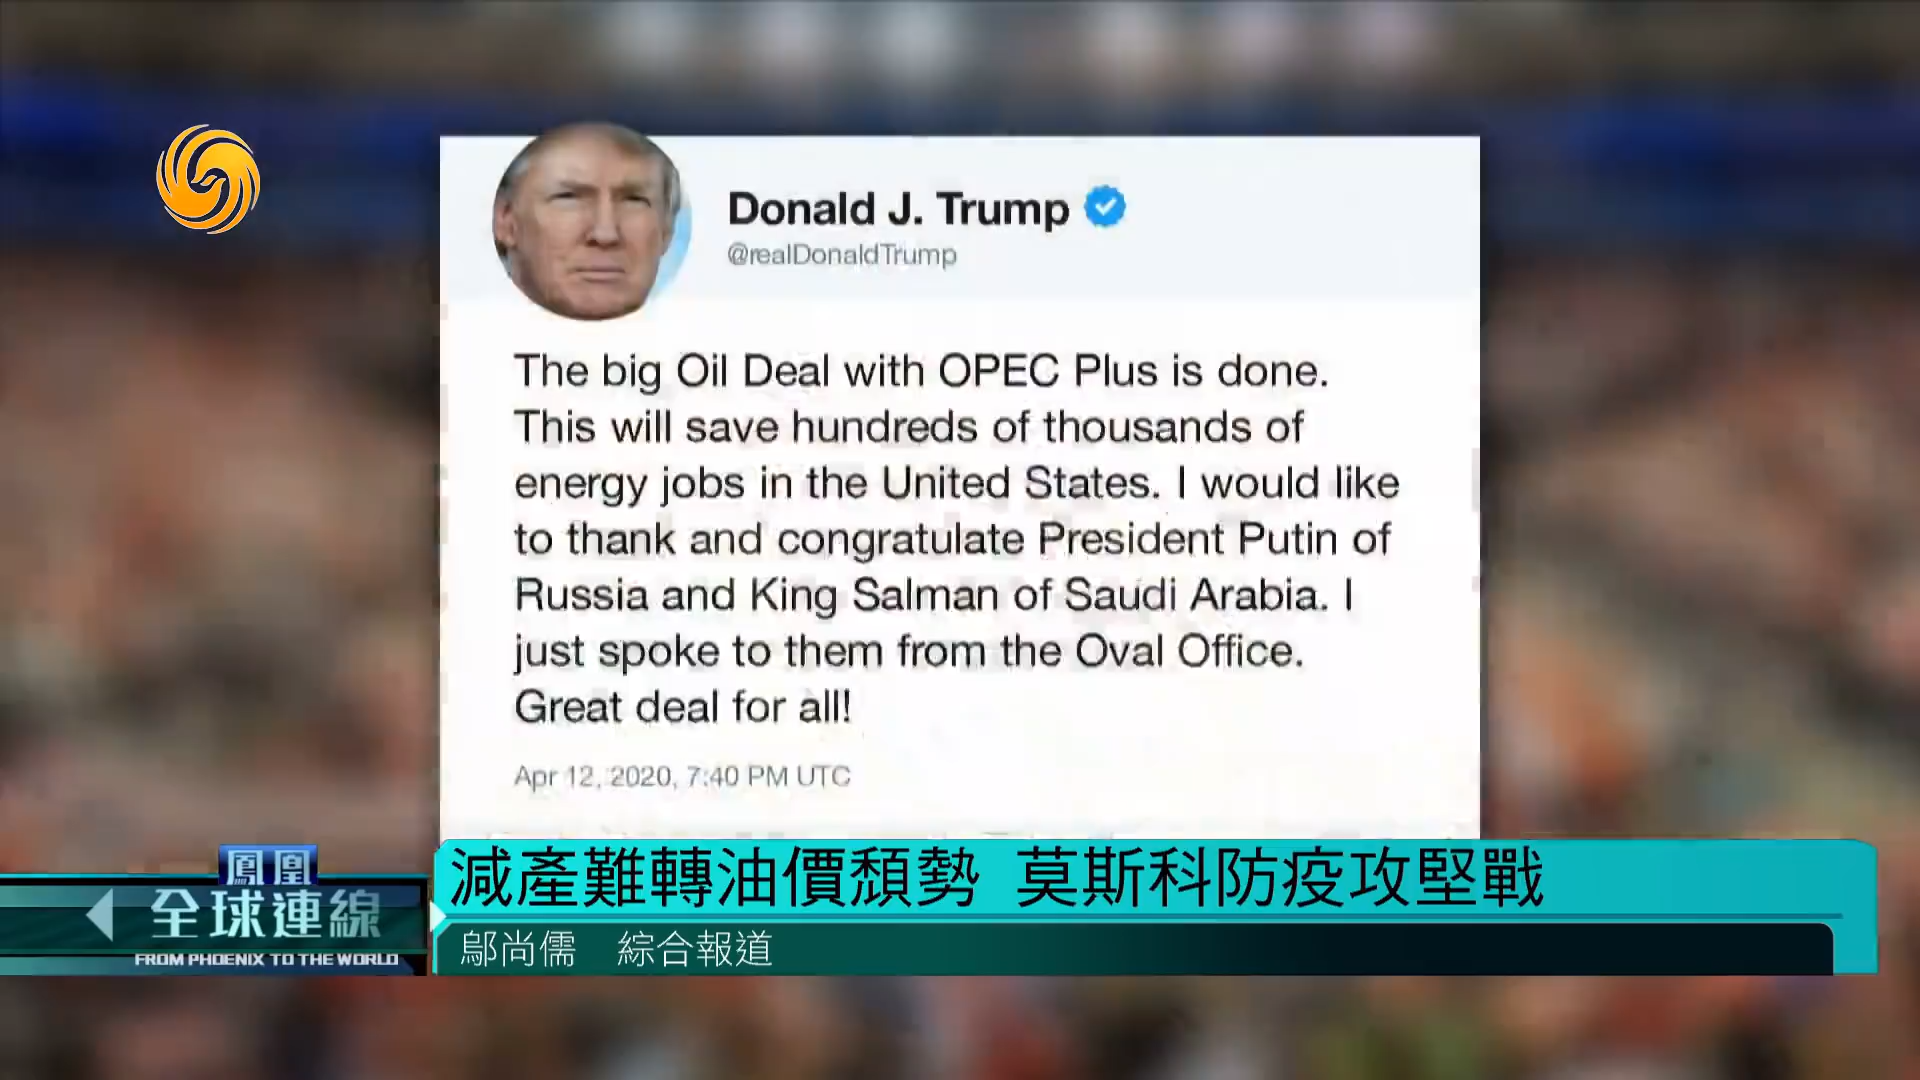 Donald J. Trump
@realDonaldTrump
The big Oil Deal with OPEC Plus is done.
This will save hundreds of thousands of
energy jobs in the United States. I would like
to thank and congratulate President Putin of
Russia and King Salman of Saudi Arabia. I
just spoke to them from the Oval Office.
Great deal for all!
Apr 12, 2020, 7:40 PM UTC
鳳凰
全球連線
FROM PHOENIX TO THE WORLD
減產難轉油價頹勢 莫斯科防疫攻堅戰
鄔尚儒 綜合報道